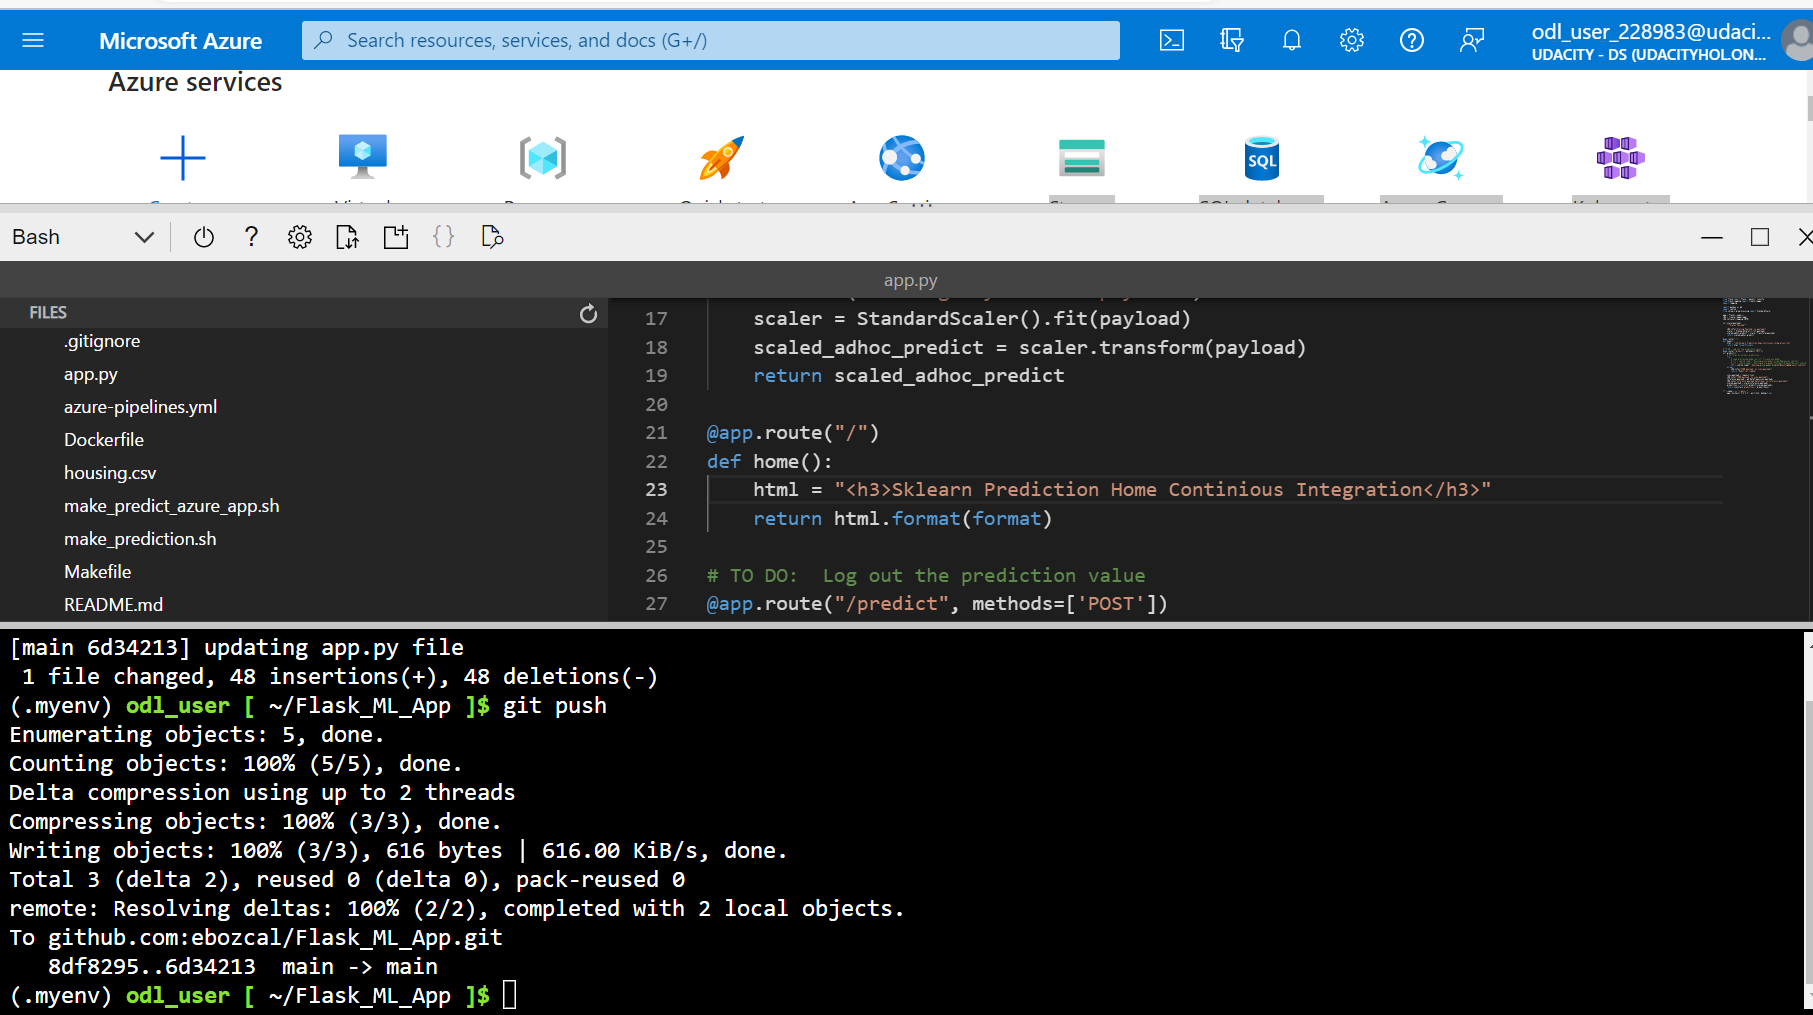 Microsoft Azure
Search resources, services, and docs (G+/)
odl_user_228983@udaci...
UDACITY - DS (UDACITYHOL.ON...
Azure services
SQL
Bash
app.py
FILES
.gitignore
app.py
azure-pipelines.yml
Dockerfile
housing.csv
make_predict_azure_app.sh
make_prediction.sh
Makefile
README.md
17 scaler = StandardScaler().fit(payload)
18 scaled_adhoc_predict = scaler.transform(payload)
19 return scaled_adhoc_predict
20
21 @app.route("/")
22 def home():
23 html = "<h3>Sklearn Prediction Home Continious Integration</h3>"
24 return html.format(format)
25
26 # TO DO:  Log out the prediction value
27 @app.route("/predict", methods=['POST'])
[main 6d34213] updating app.py file
1 file changed, 48 insertions(+), 48 deletions(-)
(.myenv) odl_user [ ~/Flask_ML_App ]$ git push
Enumerating objects: 5, done.
Counting objects: 100% (5/5), done.
Delta compression using up to 2 threads
Compressing objects: 100% (3/3), done.
Writing objects: 100% (3/3), 616 bytes | 616.00 KiB/s, done.
Total 3 (delta 2), reused 0 (delta 0), pack-reused 0
remote: Resolving deltas: 100% (2/2), completed with 2 local objects.
To github.com:ebozcal/Flask_ML_App.git
8df8295..6d34213  main -> main
(.myenv) odl_user [ ~/Flask_ML_App ]$